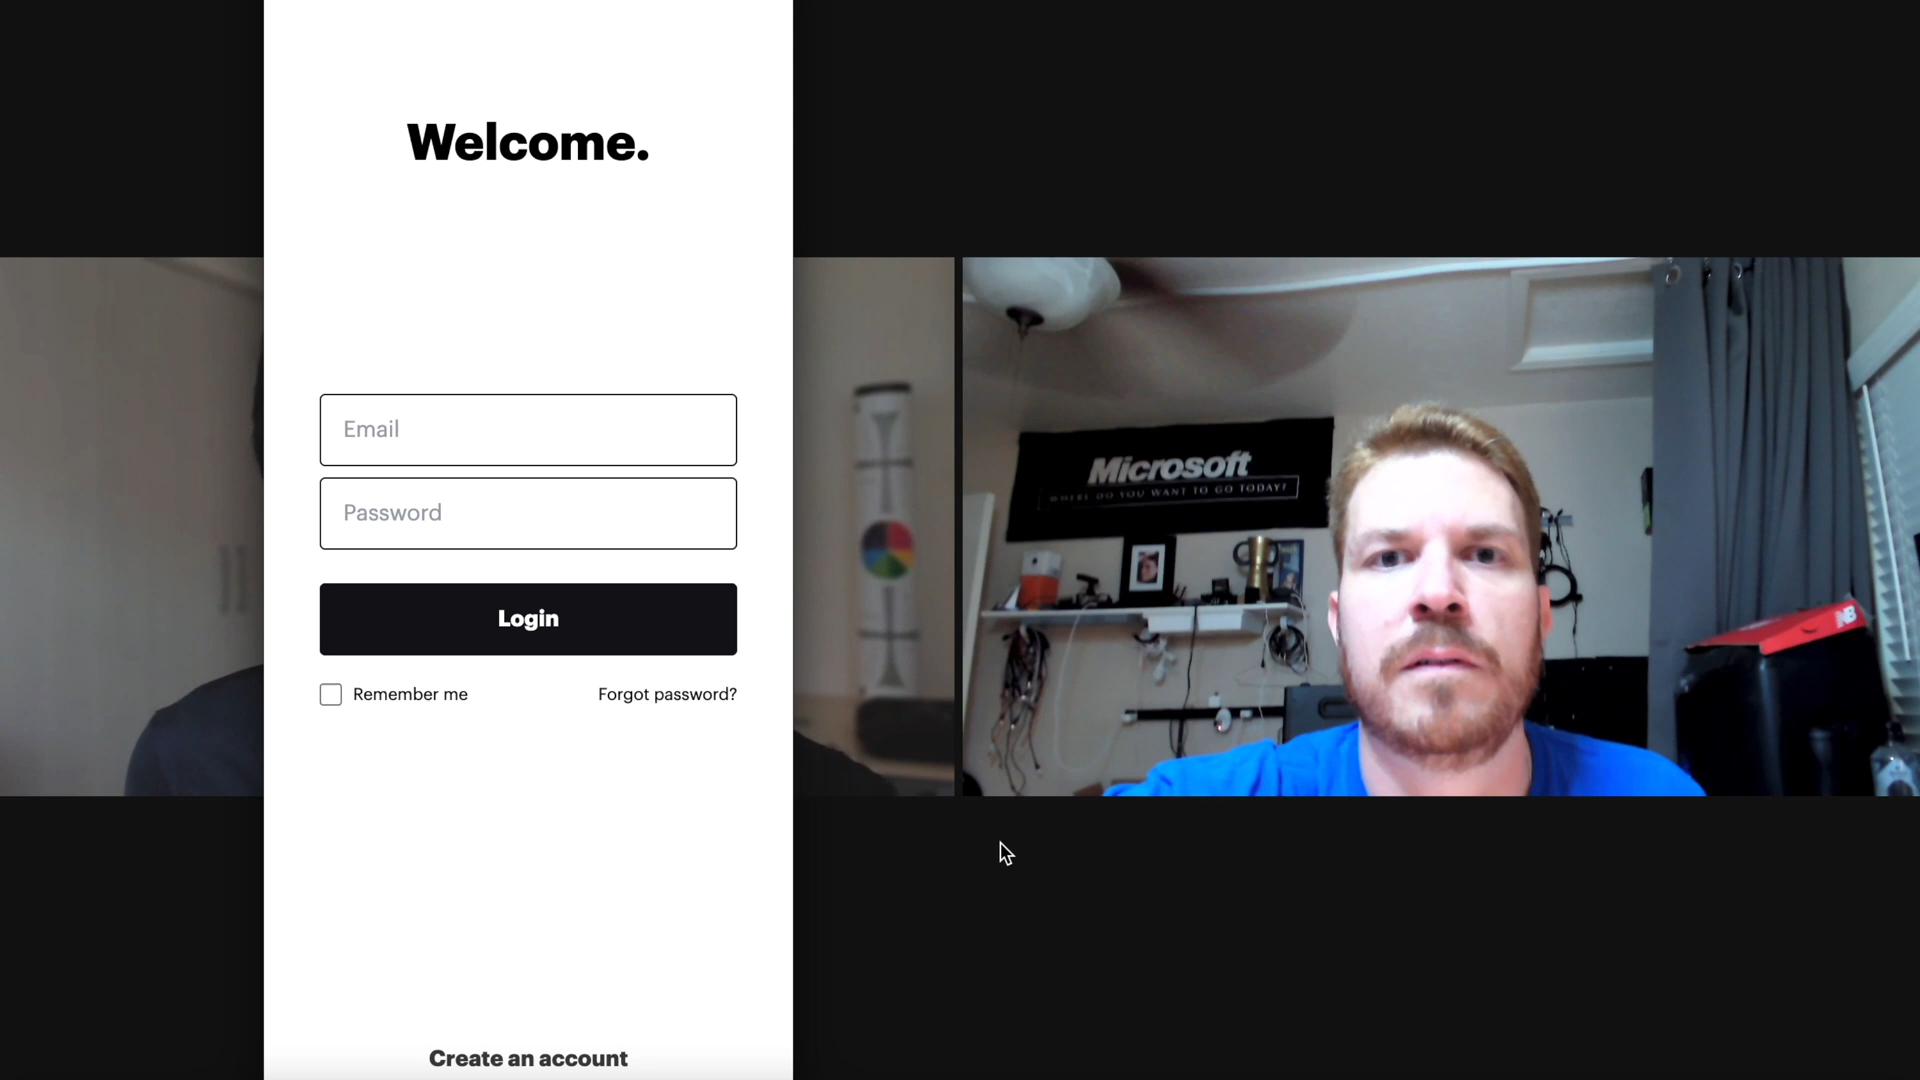 Welcome.
Email
Password
Login
Remember me
Forgot password?
Create an account
Microsoft
WHERE DO YOU WANT TO GO TODAY?
NB